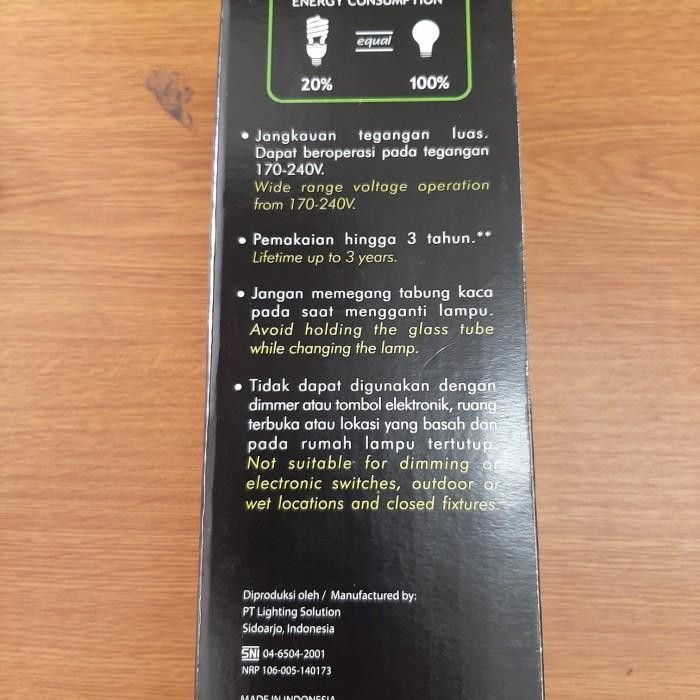 ENERGY CONSUMPTION
equal
20% 100%
• Jangkauan tegangan luas.
Dapat beroperasi pada tegangan
170-240V.
Wide range voltage operation
from 170-240V.
• Pemakaian hingga 3 tahun.**
Lifetime up to 3 years.
• Jangan memegang tabung kaca
pada saat mengganti lampu.
Avoid holding the glass tube
while changing the lamp.
• Tidak dapat digunakan dengan
dimmer atau tombol elektronik, ruang
terbuka atau lokasi yang basah dan
pada rumah lampu tertutup.
Not suitable for dimming or
electronic switches, outdoor or
wet locations and closed fixtures.
Diproduksi oleh / Manufactured by:
PT Lighting Solution
Sidoarjo, Indonesia
SNI 04-6504-2001
NRP 106-005-140173
MADE IN INDONESIA